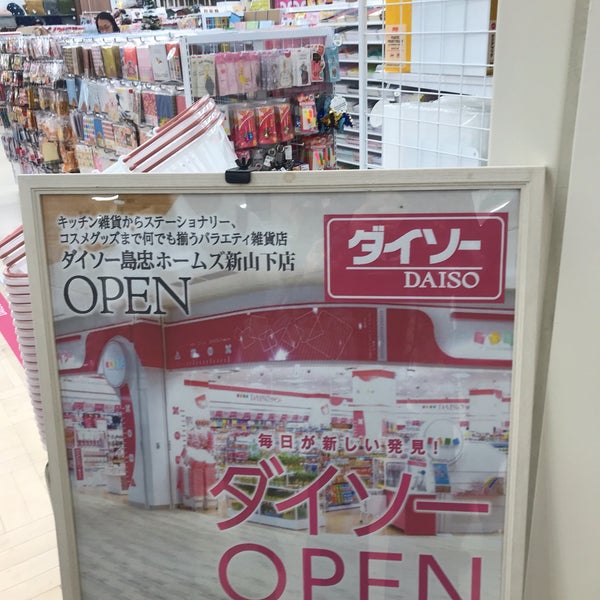 キッチン雑貨からステーショナリー、
コスメグッズまで何でも揃うバラエティ雑貨店
ダイソー島忠ホームズ新山下店
OPEN
ダイソー
DAISO
毎日が新しい発見！
ダイソー
OPEN